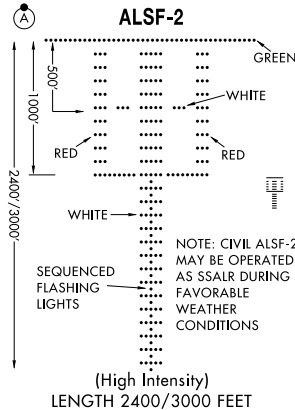 A
ALSF-2
GREEN
500'
1000'
2400'/3000'
WHITE
RED
RED
WHITE
NOTE: CIVIL ALSF-2
MAY BE OPERATED
AS SSALR DURING
FAVORABLE
WEATHER
CONDITIONS
SEQUENCED
FLASHING
LIGHTS
(High Intensity)
LENGTH 2400/3000 FEET